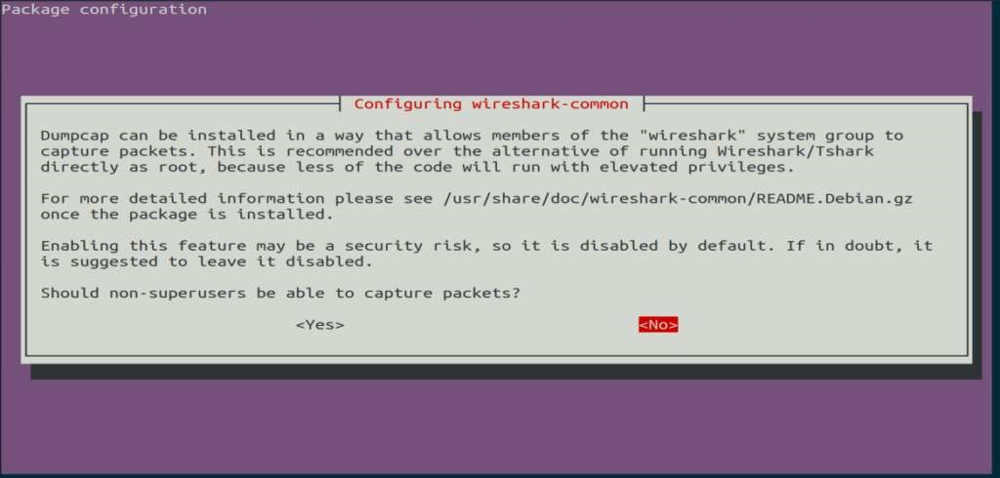 Package configuration
Configuring wireshark-common
Dumpcap can be installed in a way that allows members of the "wireshark" system group to
capture packets. This is recommended over the alternative of running Wireshark/Tshark
directly as root, because less of the code will run with elevated privileges.
For more detailed information please see /usr/share/doc/wireshark-common/README.Debian.gz
once the package is installed.
Enabling this feature may be a security risk, so it is disabled by default. If in doubt, it
is suggested to leave it disabled.
Should non-superusers be able to capture packets?
<Yes> <No>